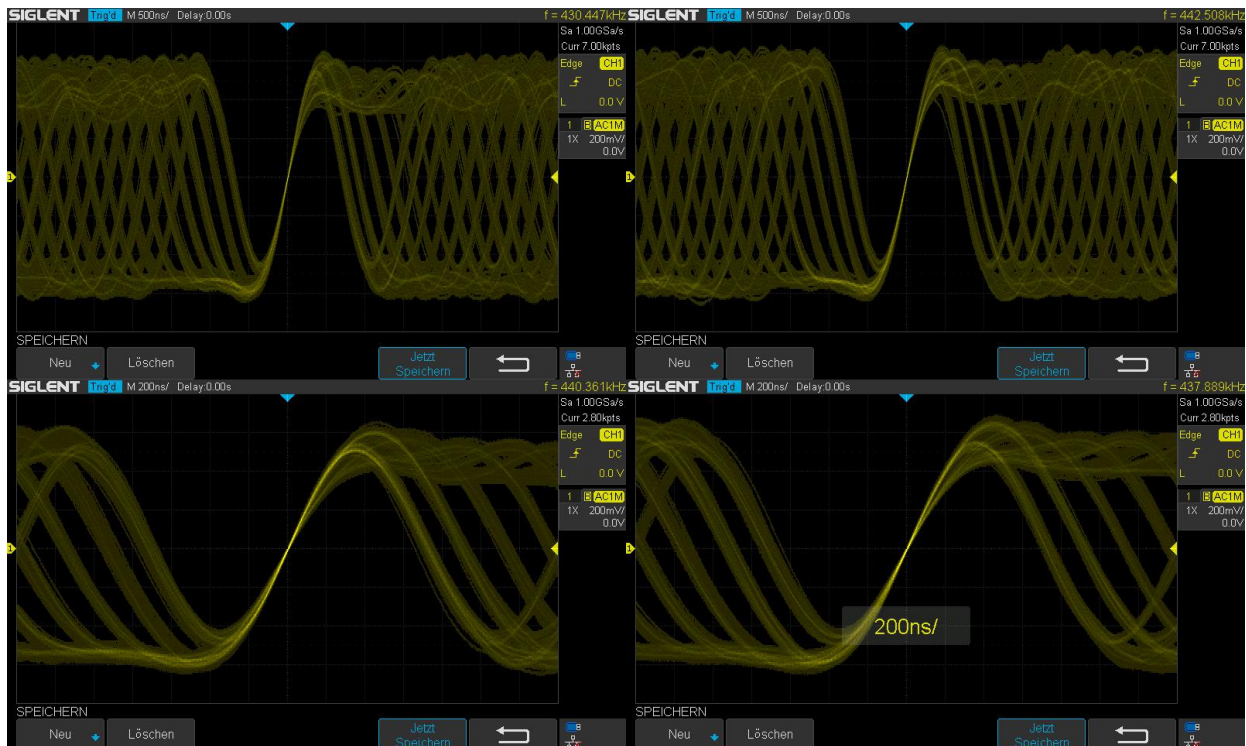 SIGLENT Trig'd M 500ns/ Delay:0.00s f = 430.447kHz
Sa 1.00GSa/s
Curr 7.00kpts
Edge CH1
DC
L 0.0 V
1 B AC1M
1X 200mV/
0.0V
1
SPEICHERN
Neu Löschen Jetzt Speichern
SIGLENT Trig'd M 500ns/ Delay:0.00s f = 442.508kHz
Sa 1.00GSa/s
Curr 7.00kpts
Edge CH1
DC
L 0.0 V
1 B AC1M
1X 200mV/
0.0V
1
SPEICHERN
Neu Löschen Jetzt Speichern
SIGLENT Trig'd M 200ns/ Delay:0.00s f = 440.361kHz
Sa 1.00GSa/s
Curr 2.80kpts
Edge CH1
DC
L 0.0 V
1 B AC1M
1X 200mV/
0.0V
1
SPEICHERN
Neu Löschen Jetzt Speichern
SIGLENT Trig'd M 200ns/ Delay:0.00s f = 437.889kHz
Sa 1.00GSa/s
Curr 2.80kpts
Edge CH1
DC
L 0.0 V
1 B AC1M
1X 200mV/
0.0V
1
200ns/
SPEICHERN
Neu Löschen Jetzt Speichern